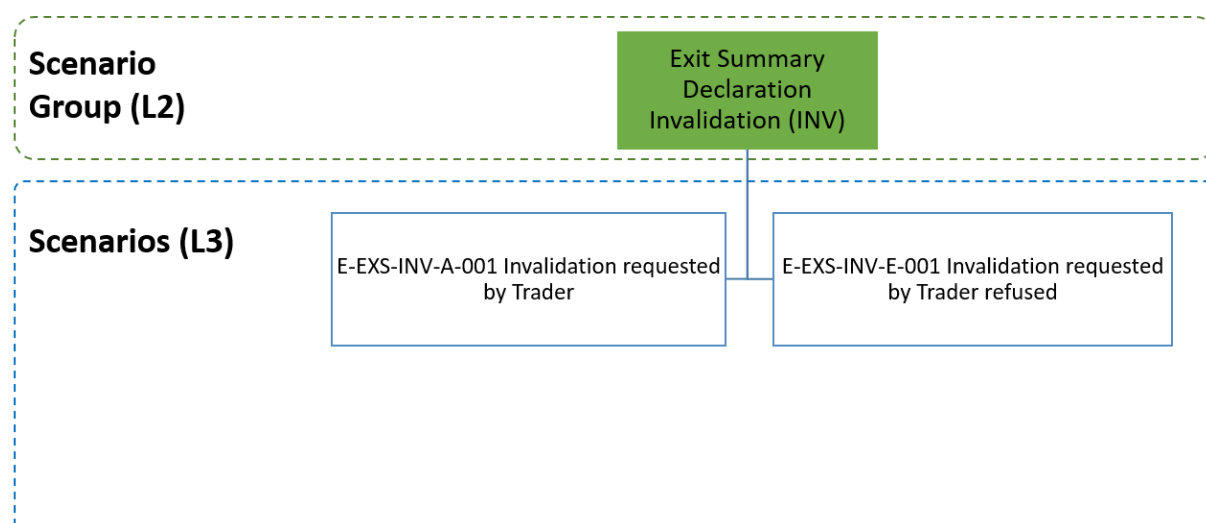 Scenario
Group (L2)
Exit Summary
Declaration
Invalidation (INV)
Scenarios (L3)
E-EXS-INV-A-001 Invalidation requested
by Trader
E-EXS-INV-E-001 Invalidation requested
by Trader refused